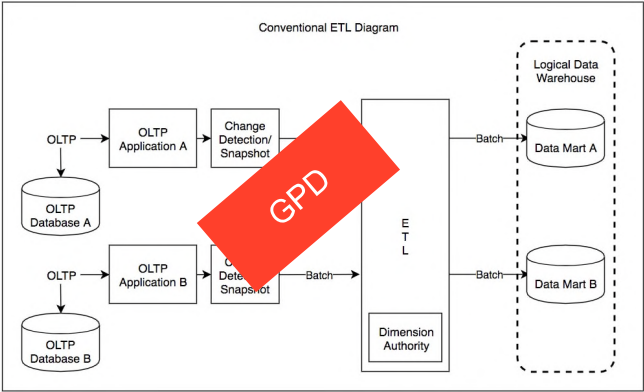 Conventional ETL Diagram
Logical Data
Warehouse
OLTP
OLTP
Application A
Change
Detection/
Snapshot
Batch
Data Mart A
OLTP
Database A
GPD
E
T
L
OLTP
OLTP
Application B
Snapshot
Batch
Batch
Data Mart B
OLTP
Database B
Dimension
Authority